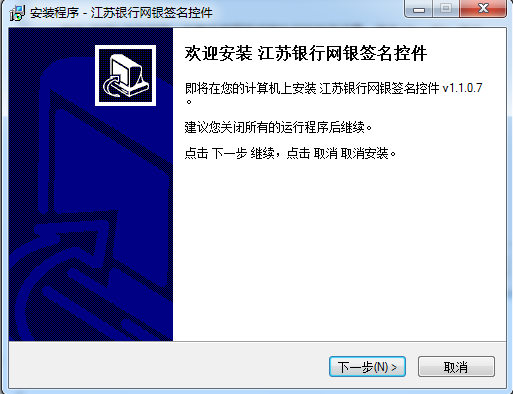 安装程序 - 江苏银行网银签名控件
欢迎安装 江苏银行网银签名控件
即将在您的计算机上安装 江苏银行网银签名控件 v1.1.0.7
。
建议您关闭所有的运行程序后继续。
点击 下一步 继续，点击 取消 取消安装。
下一步(N) >
取消